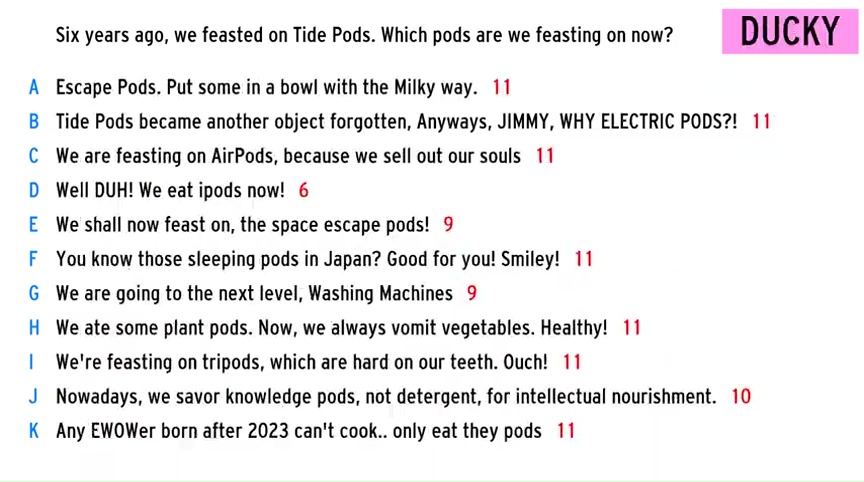 Six years ago, we feasted on Tide Pods. Which pods are we feasting on now?
DUCKY
A Escape Pods. Put some in a bowl with the Milky way. 11
B Tide Pods became another object forgotten, Anyways, JIMMY, WHY ELECTRIC PODS?! 11
C We are feasting on AirPods, because we sell out our souls 11
D Well DUH! We eat ipods now! 6
E We shall now feast on, the space escape pods! 9
F You know those sleeping pods in Japan? Good for you! Smiley! 11
G We are going to the next level, Washing Machines 9
H We ate some plant pods. Now, we always vomit vegetables. Healthy! 11
I We're feasting on tripods, which are hard on our teeth. Ouch! 11
J Nowadays, we savor knowledge pods, not detergent, for intellectual nourishment. 10
K Any EWOWer born after 2023 can't cook.. only eat they pods 11